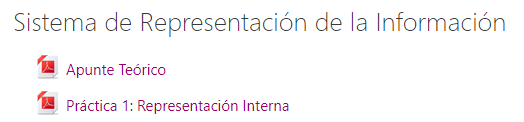 Sistema de Representación de la Información
Apunte Teórico
Práctica 1: Representación Interna